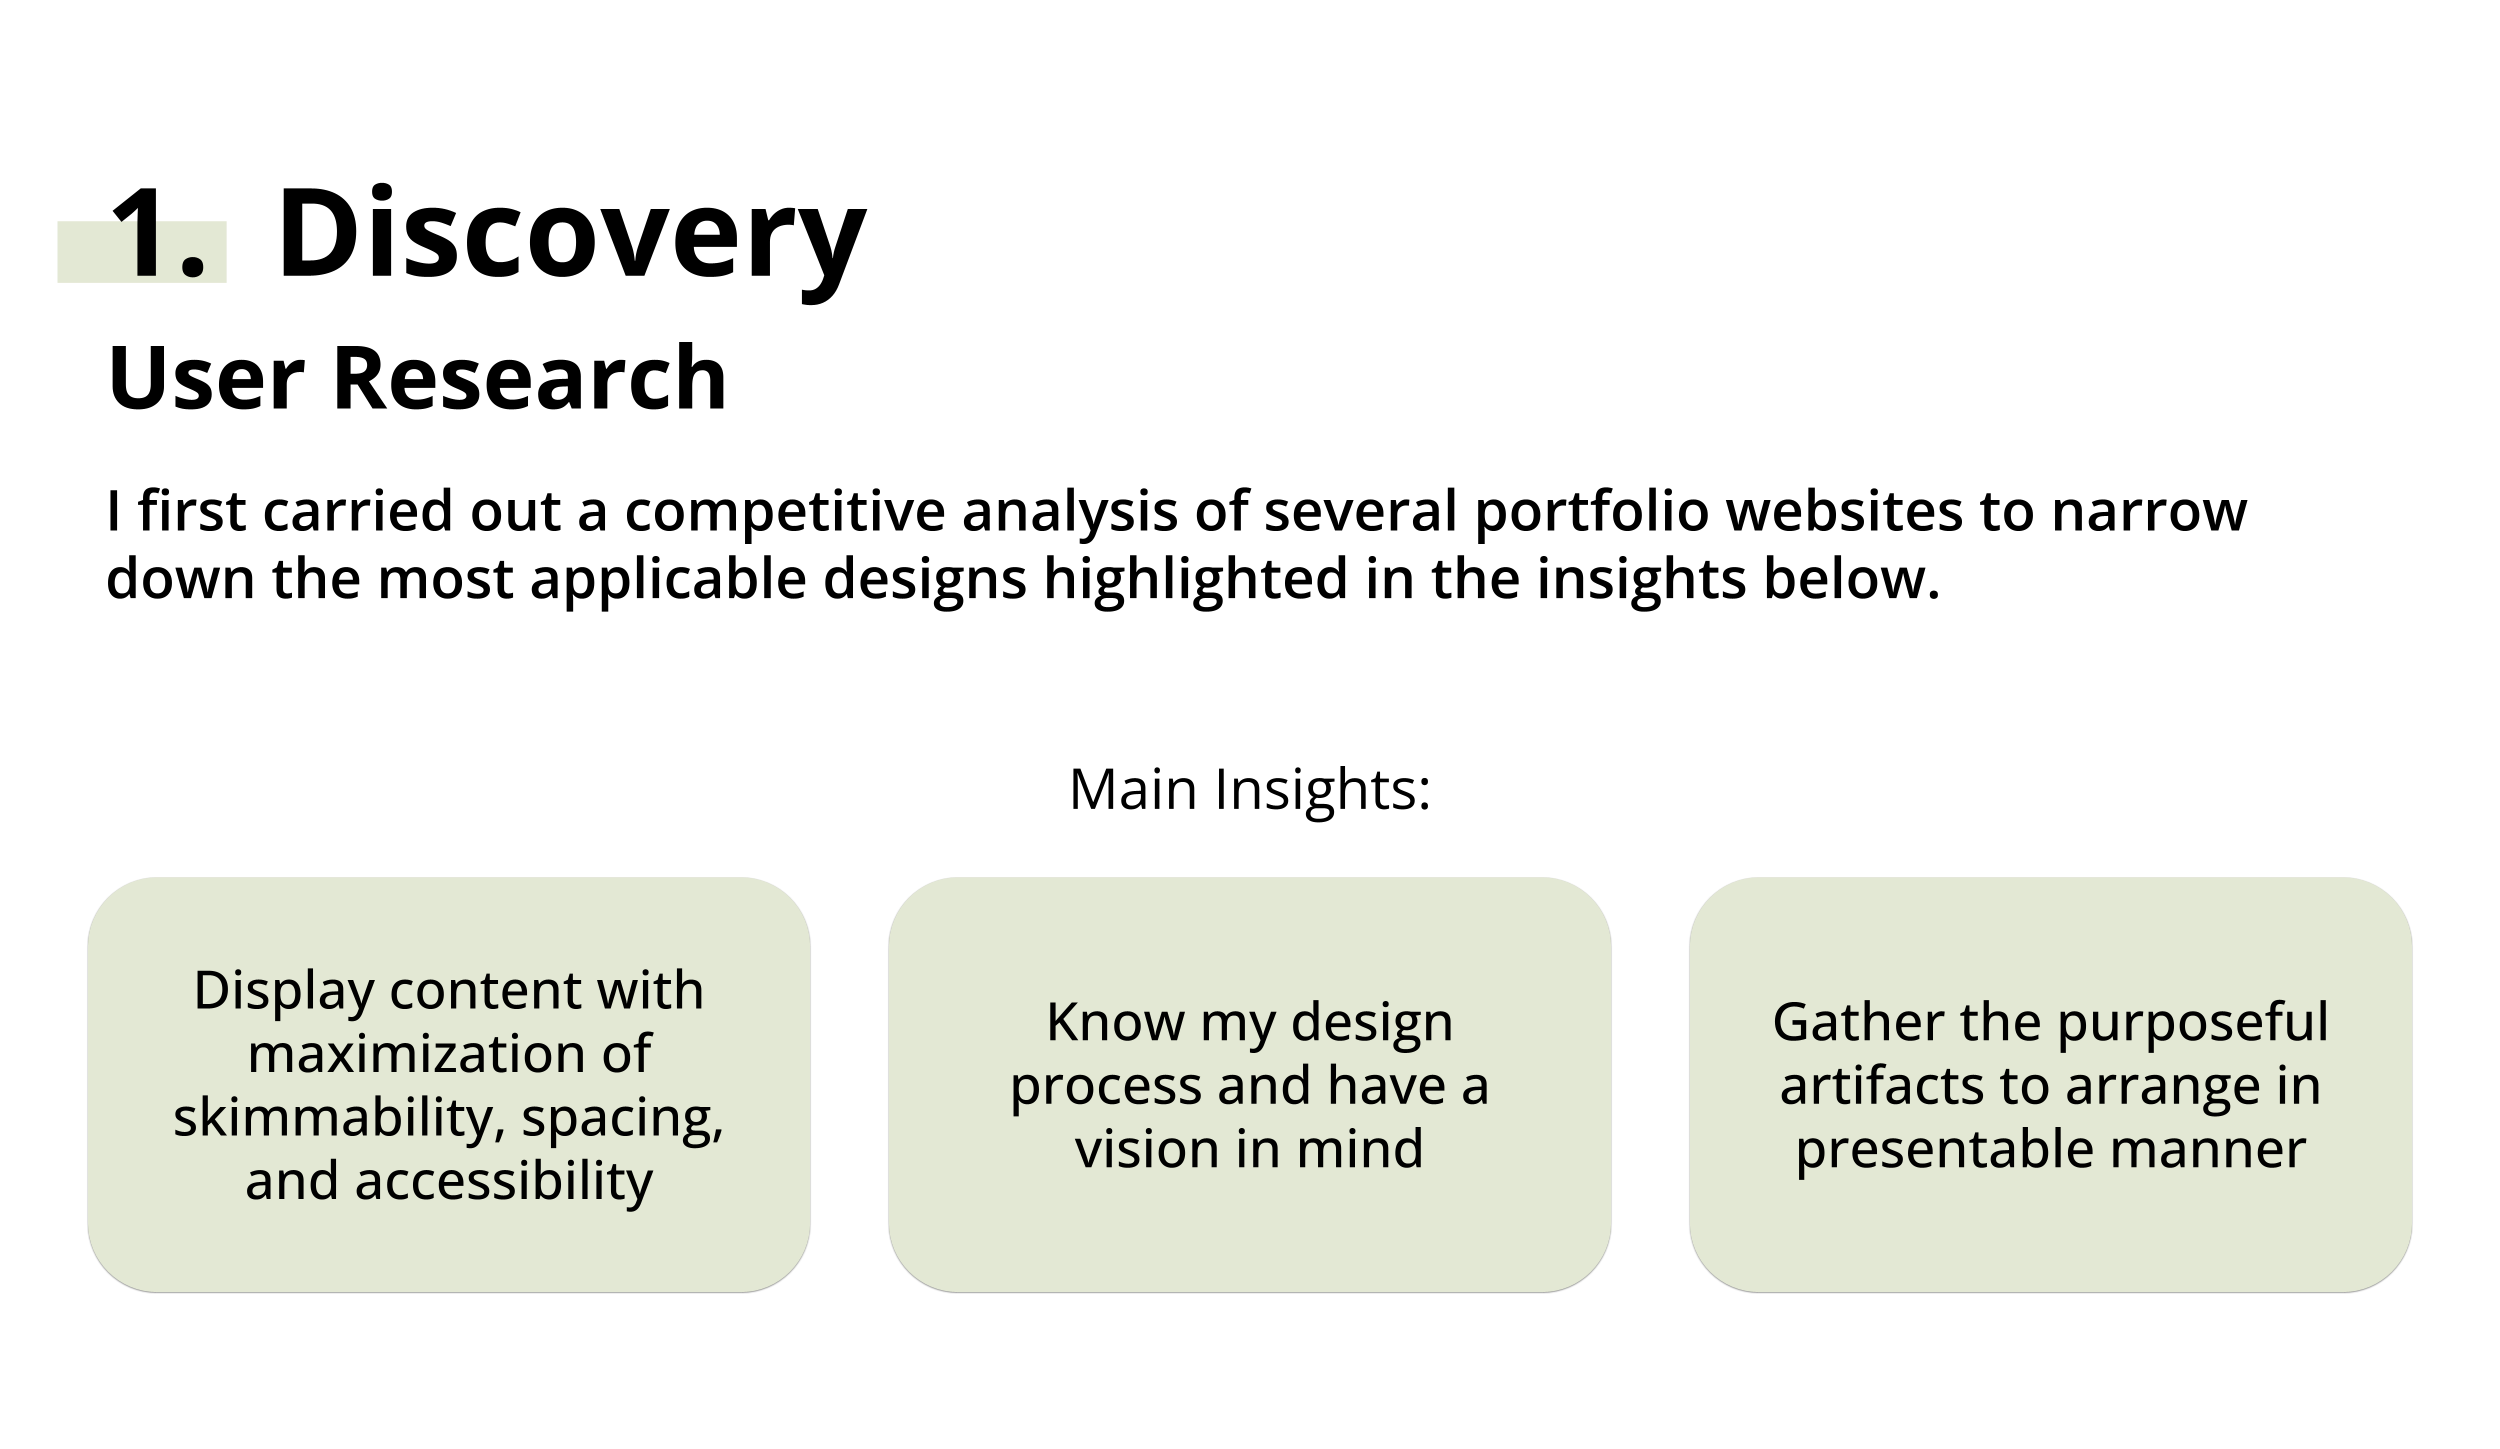 1. Discovery
User Research
I first carried out a competitive analysis of several portfolio websites to narrow
down the most applicable designs highlighted in the insights below.
Main Insights:
Display content with
maximization of
skimmability, spacing,
and accessibility
Know my design
process and have a
vision in mind
Gather the purposeful
artifacts to arrange in
presentable manner